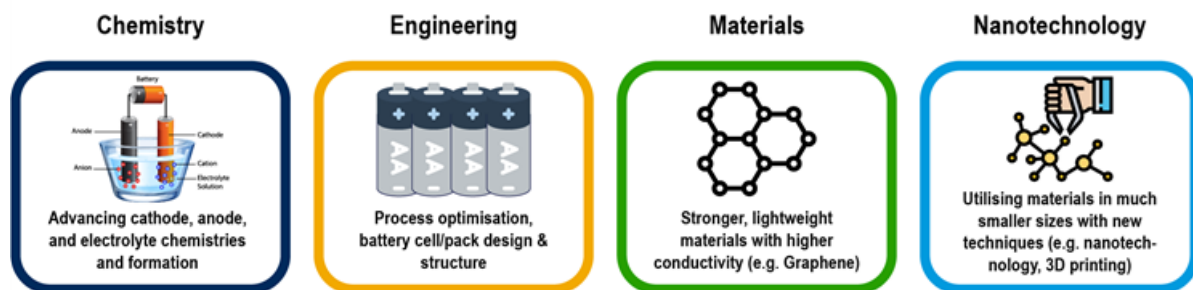 Chemistry
Battery
Anode
Cathode
Anion
Cation
Electrolyte
Solution
Advancing cathode, anode,
and electrolyte chemistries
and formation
Engineering
+ + + +
AA AA AA AA
- - - -
Process optimisation,
battery cell/pack design &
structure
Materials
Stronger, lightweight
materials with higher
conductivity (e.g. Graphene)
Nanotechnology
Utilising materials in much
smaller sizes with new
techniques (e.g. nanotech-
nology, 3D printing)